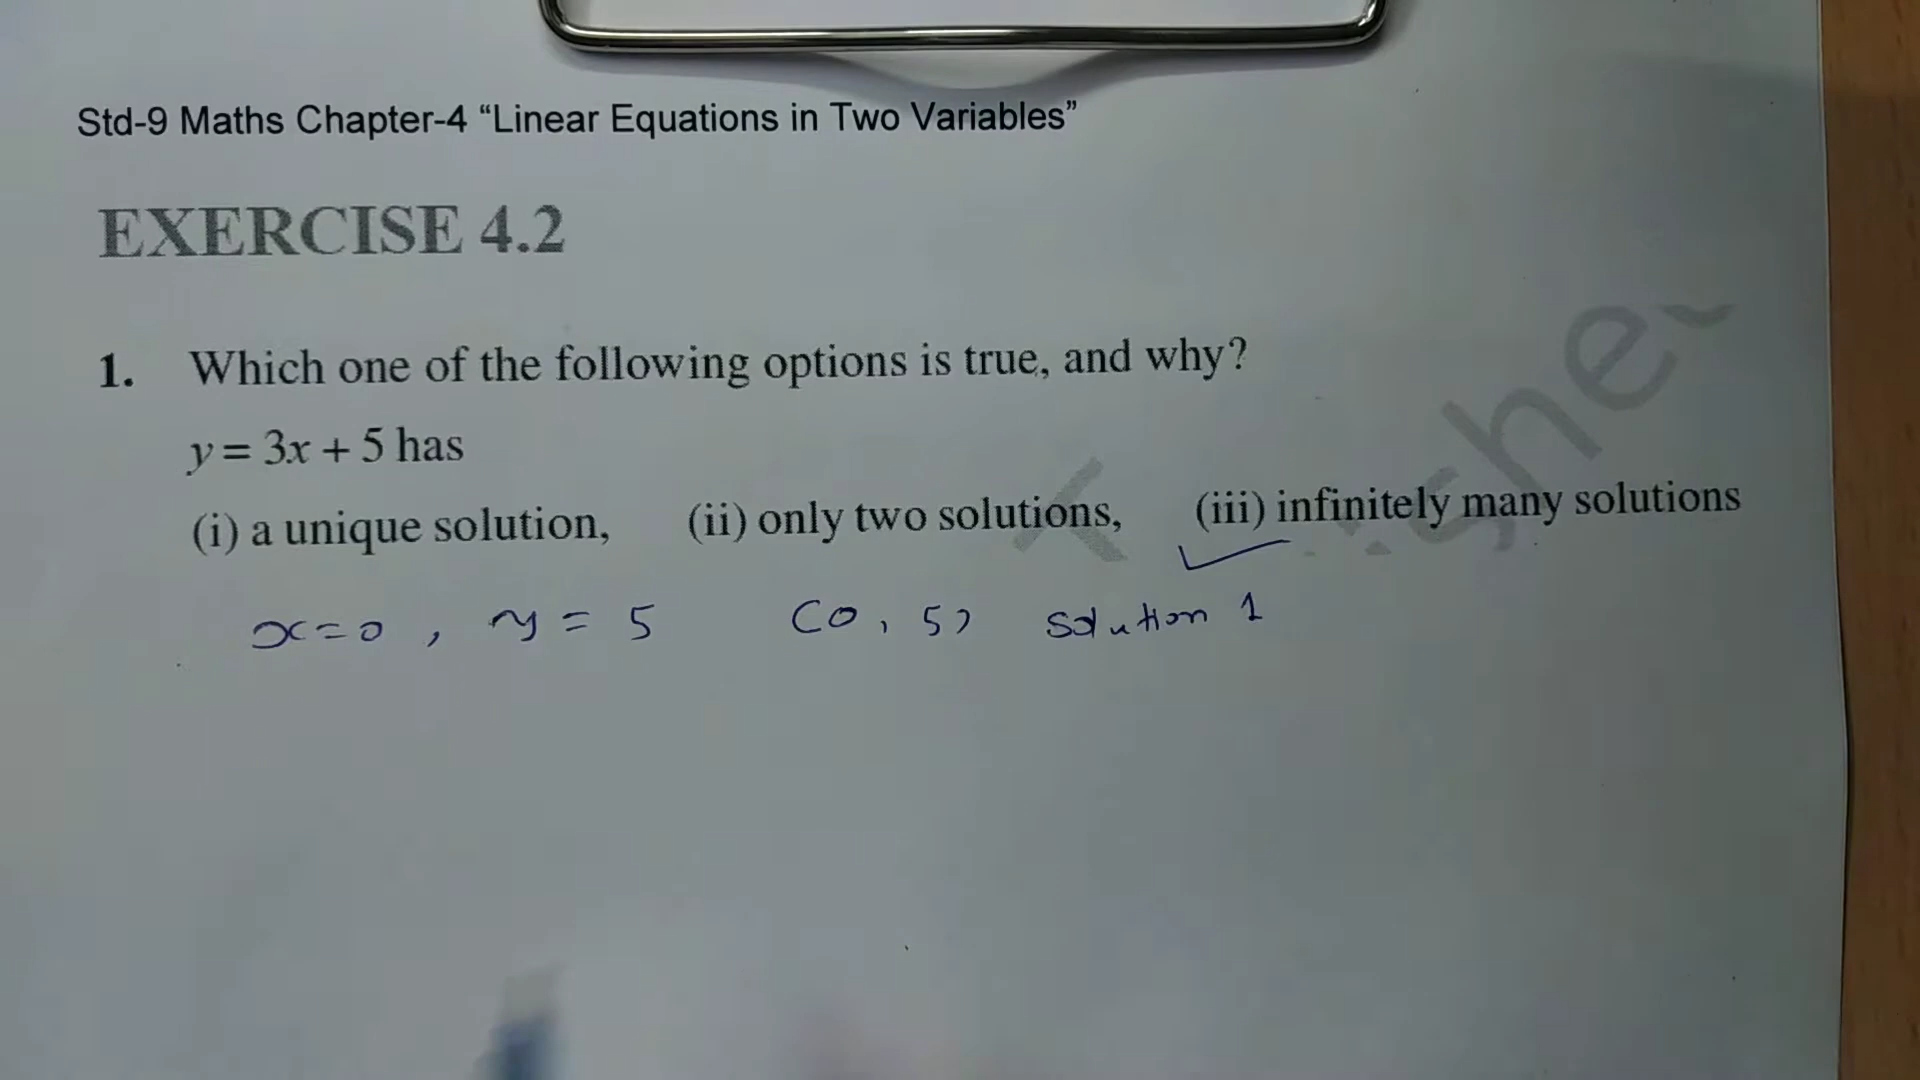 Std-9 Maths Chapter-4 “Linear Equations in Two Variables”
EXERCISE 4.2
1. Which one of the following options is true, and why?
y = 3x + 5 has
(i) a unique solution, (ii) only two solutions, (iii) infinitely many solutions
x=0 , y = 5 (0, 5) Solution 1